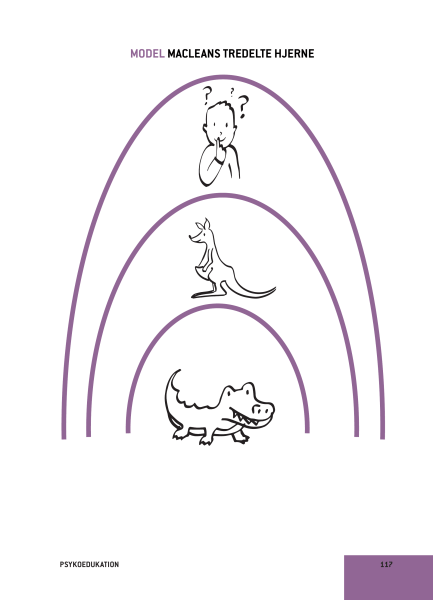 MODEL MACLEANS TREDELTE HJERNE
? ? ?
PSYKOEDUKATION
117